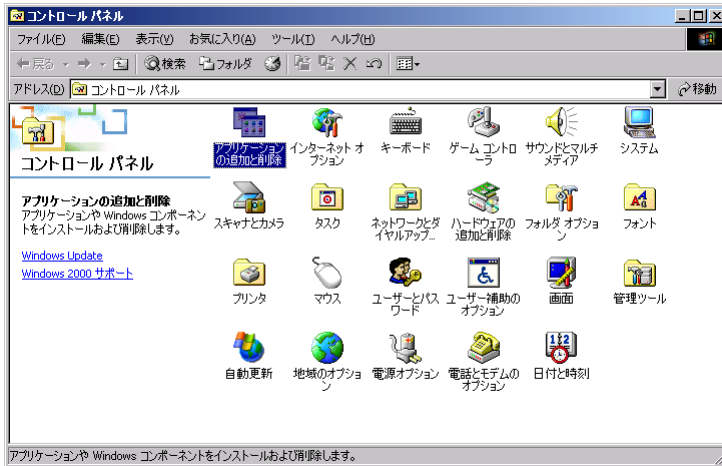 コントロール パネル
ファイル(F) 編集(E) 表示(V) お気に入り(A) ツール(T) ヘルプ(H)
戻る 検索 フォルダ
アドレス(D) コントロール パネル 移動
コントロール パネル
アプリケーションの追加と削除
アプリケーションや Windows コンポーネン
トをインストールおよび削除します。
Windows Update
Windows 2000 サポート
アプリケーション
の追加と削除
インターネット オ
プション
キーボード
ゲーム コントロ
ーラ
サウンドとマルチ
メディア
システム
スキャナとカメラ
タスク
ネットワークとダ
イヤルアップ...
ハードウェアの
追加と削除
フォルダ オプショ
ン
フォント
プリンタ
マウス
ユーザーとパス
ワード
ユーザー補助の
オプション
画面
管理ツール
自動更新
地域のオプショ
ン
電源オプション
電話とモデムの
オプション
日付と時刻
アプリケーションや Windows コンポーネントをインストールおよび削除します。